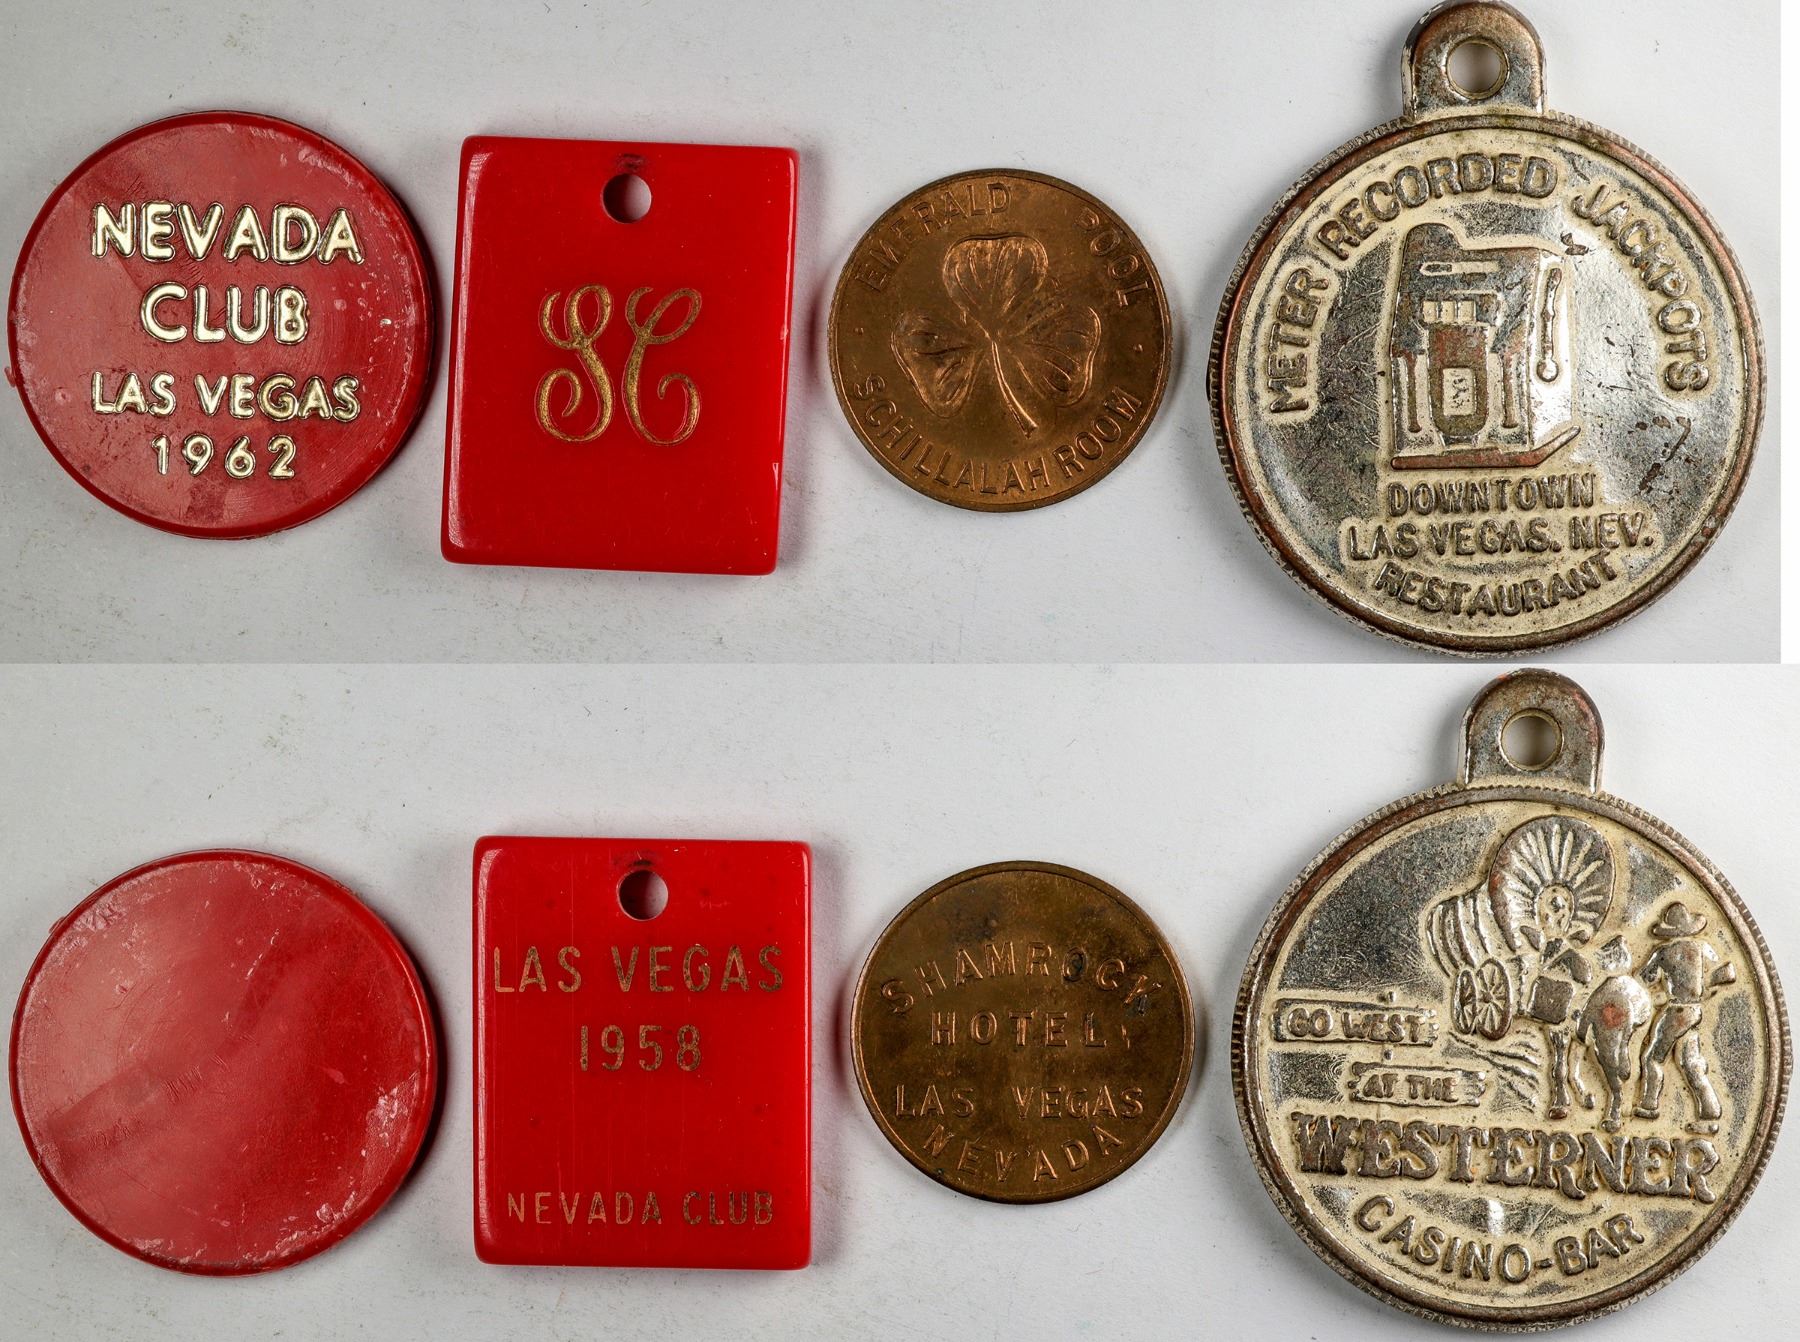 NEVADA
CLUB
LAS VEGAS
1962
SC
EMERALD POOL
SCHILLALAH ROOM
METER RECORDED JACKPOTS
DOWNTOWN
LAS VEGAS, NEV.
RESTAURANT
LAS VEGAS
1958
NEVADA CLUB
SHAMROCK
HOTEL
LAS VEGAS
NEVADA
GO WEST
AT THE
WESTERNER
CASINO-BAR